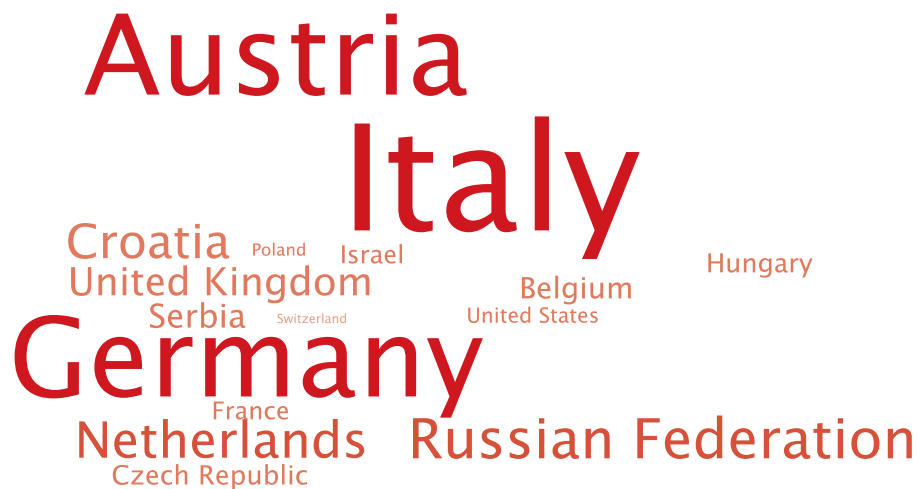 Austria
Italy
Croatia
Poland
Israel
Hungary
United Kingdom
Belgium
Serbia
Switzerland
United States
Germany
France
Netherlands
Russian Federation
Czech Republic